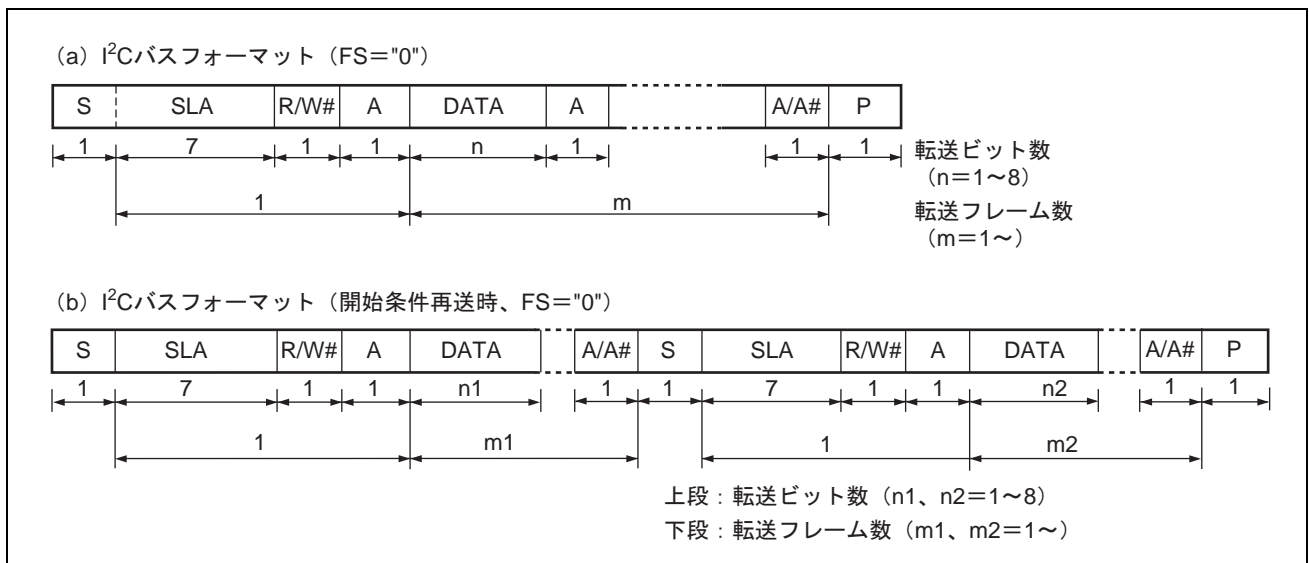 (a) I²Cバスフォーマット（FS＝"0"）
S SLA R/W# A DATA A A/A# P
1 7 1 1 n 1 1 1
転送ビット数
（n＝1～8）
1 m
転送フレーム数
（m＝1～）
(b) I²Cバスフォーマット（開始条件再送時、FS＝"0"）
S SLA R/W# A DATA A/A# S SLA R/W# A DATA A/A# P
1 7 1 1 n1 1 1 7 1 1 n2 1 1
1 m1 1 m2
上段：転送ビット数（n1、n2＝1～8）
下段：転送フレーム数（m1、m2＝1～）